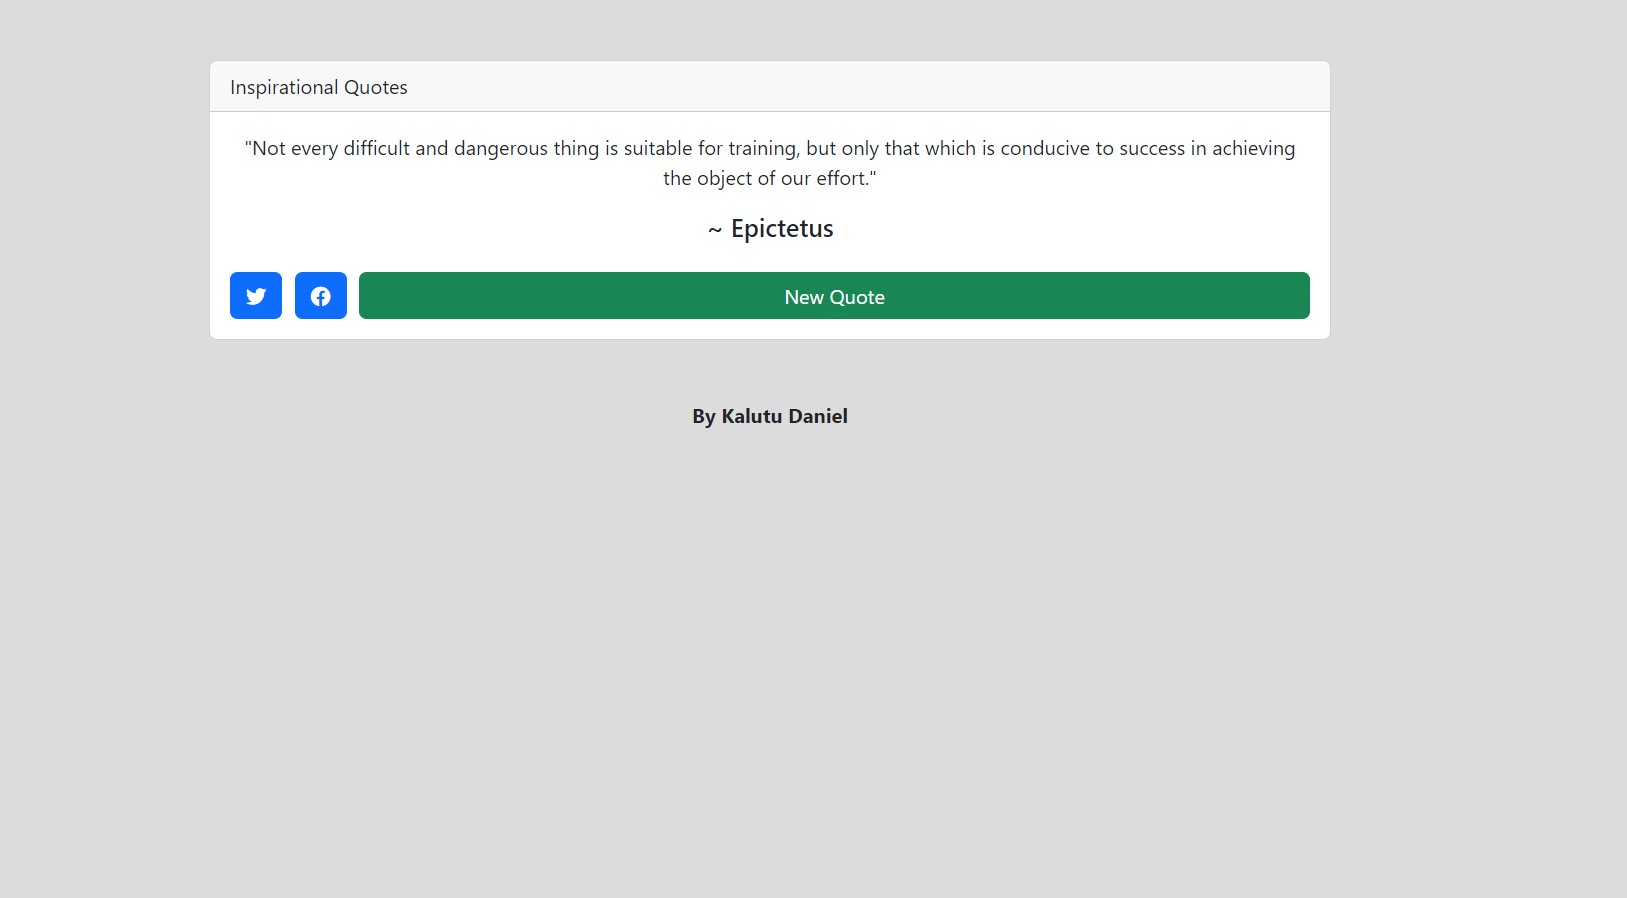 Inspirational Quotes
"Not every difficult and dangerous thing is suitable for training, but only that which is conducive to success in achieving
the object of our effort."
~ Epictetus
New Quote
By Kalutu Daniel